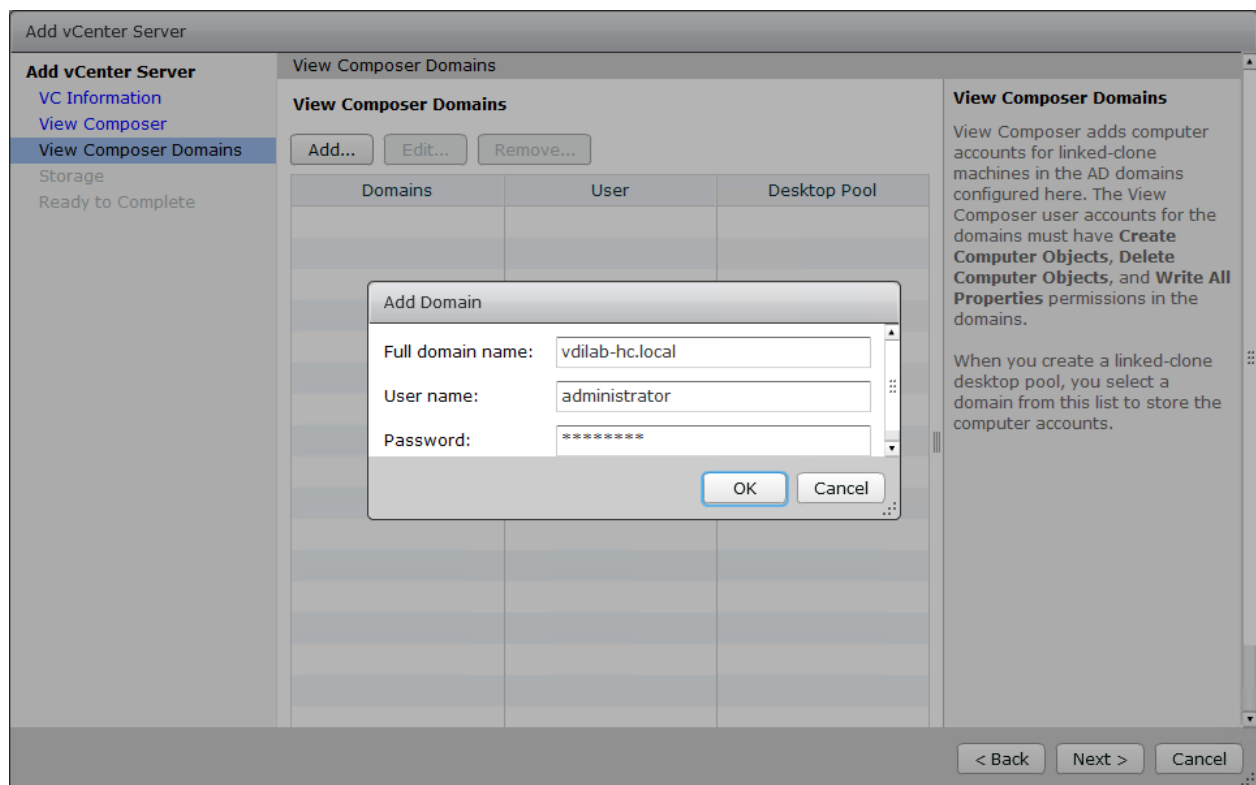 Add vCenter Server
Add vCenter Server
VC Information
View Composer
View Composer Domains
Storage
Ready to Complete
View Composer Domains
View Composer Domains
Add...
Edit...
Remove...
Domains
User
Desktop Pool
Add Domain
Full domain name:
vdilab-hc.local
User name:
administrator
Password:
********
OK
Cancel
View Composer Domains
View Composer adds computer
accounts for linked-clone
machines in the AD domains
configured here. The View
Composer user accounts for the
domains must have Create
Computer Objects, Delete
Computer Objects, and Write All
Properties permissions in the
domains.
When you create a linked-clone
desktop pool, you select a
domain from this list to store the
computer accounts.
< Back
Next >
Cancel